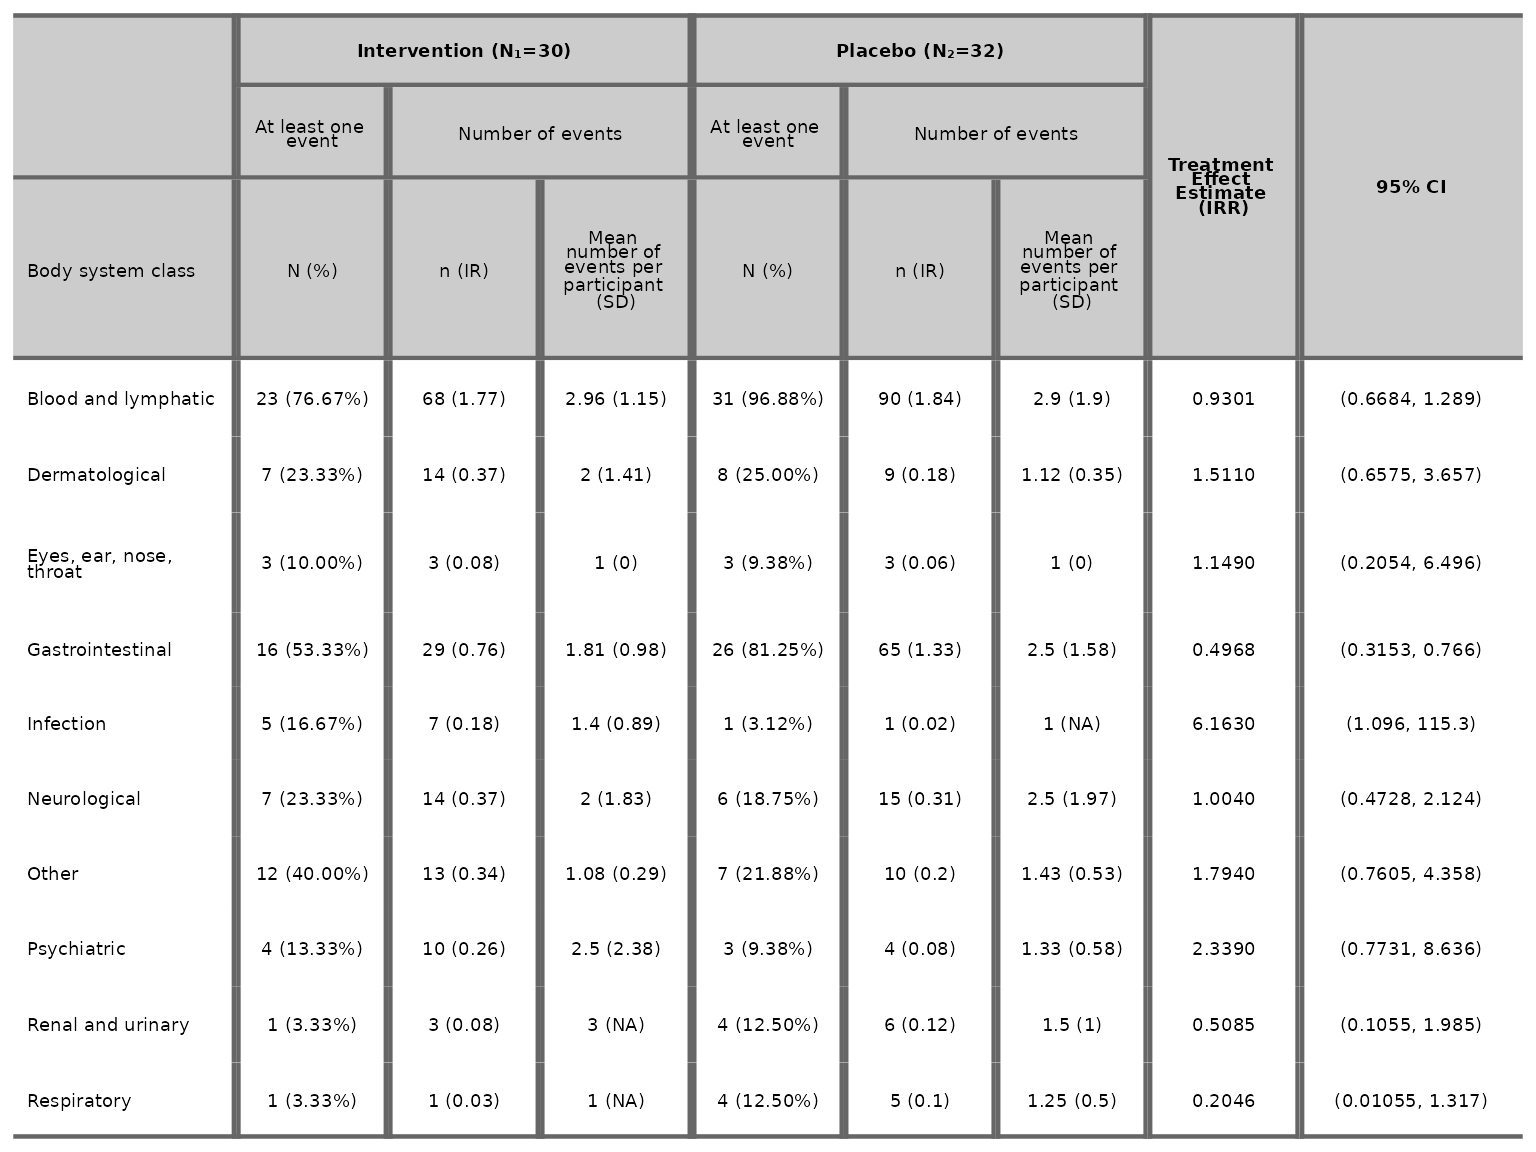 Intervention (N₁=30) Placebo (N₂=32)
At least one event Number of events At least one event Number of events Treatment Effect Estimate (IRR) 95% CI
Body system class N (%) n (IR) Mean number of events per participant (SD) N (%) n (IR) Mean number of events per participant (SD)
Blood and lymphatic 23 (76.67%) 68 (1.77) 2.96 (1.15) 31 (96.88%) 90 (1.84) 2.9 (1.9) 0.9301 (0.6684, 1.289)
Dermatological 7 (23.33%) 14 (0.37) 2 (1.41) 8 (25.00%) 9 (0.18) 1.12 (0.35) 1.5110 (0.6575, 3.657)
Eyes, ear, nose, throat 3 (10.00%) 3 (0.08) 1 (0) 3 (9.38%) 3 (0.06) 1 (0) 1.1490 (0.2054, 6.496)
Gastrointestinal 16 (53.33%) 29 (0.76) 1.81 (0.98) 26 (81.25%) 65 (1.33) 2.5 (1.58) 0.4968 (0.3153, 0.766)
Infection 5 (16.67%) 7 (0.18) 1.4 (0.89) 1 (3.12%) 1 (0.02) 1 (NA) 6.1630 (1.096, 115.3)
Neurological 7 (23.33%) 14 (0.37) 2 (1.83) 6 (18.75%) 15 (0.31) 2.5 (1.97) 1.0040 (0.4728, 2.124)
Other 12 (40.00%) 13 (0.34) 1.08 (0.29) 7 (21.88%) 10 (0.2) 1.43 (0.53) 1.7940 (0.7605, 4.358)
Psychiatric 4 (13.33%) 10 (0.26) 2.5 (2.38) 3 (9.38%) 4 (0.08) 1.33 (0.58) 2.3390 (0.7731, 8.636)
Renal and urinary 1 (3.33%) 3 (0.08) 3 (NA) 4 (12.50%) 6 (0.12) 1.5 (1) 0.5085 (0.1055, 1.985)
Respiratory 1 (3.33%) 1 (0.03) 1 (NA) 4 (12.50%) 5 (0.1) 1.25 (0.5) 0.2046 (0.01055, 1.317)